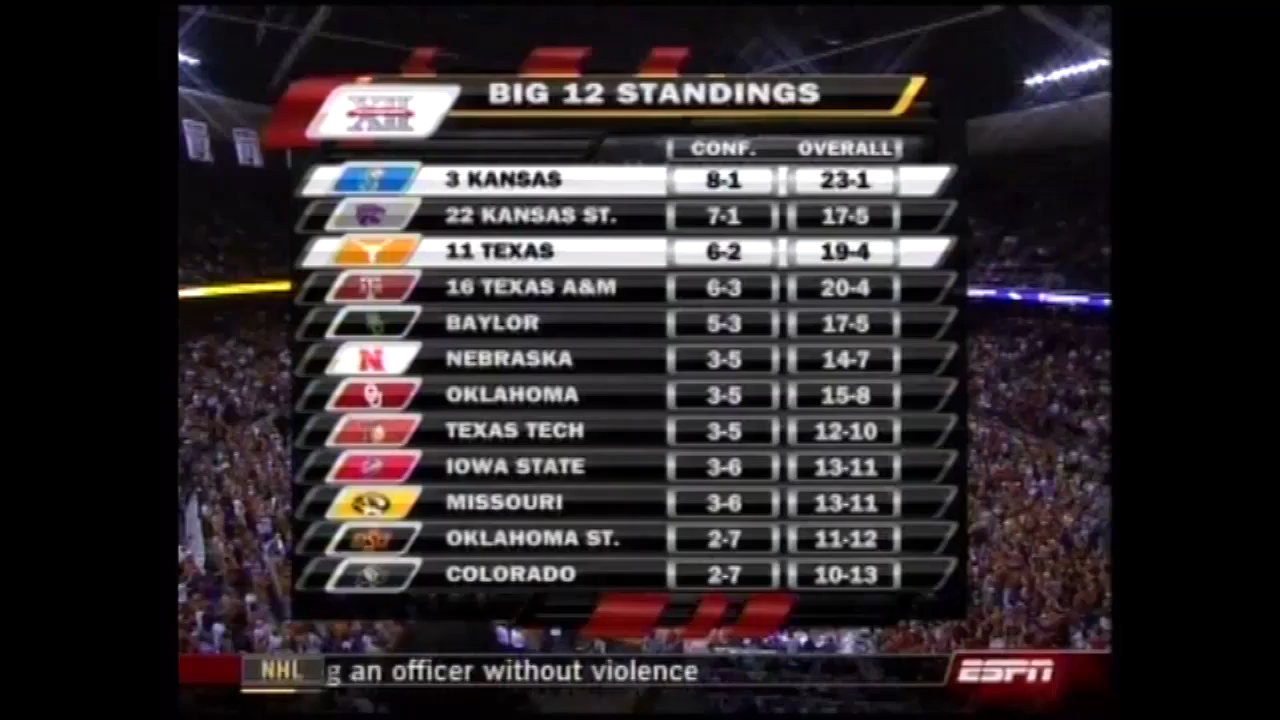 BIG 12 STANDINGS
XII
CONF. OVERALL
3 KANSAS 8-1 23-1
22 KANSAS ST. 7-1 17-5
11 TEXAS 6-2 19-4
16 TEXAS A&M 6-3 20-4
BAYLOR 5-3 17-5
N NEBRASKA 3-5 14-7
OU OKLAHOMA 3-5 15-8
TEXAS TECH 3-5 12-10
IOWA STATE 3-6 13-11
MISSOURI 3-6 13-11
OKLAHOMA ST. 2-7 11-12
COLORADO 2-7 10-13
NHL g an officer without violence ESPN